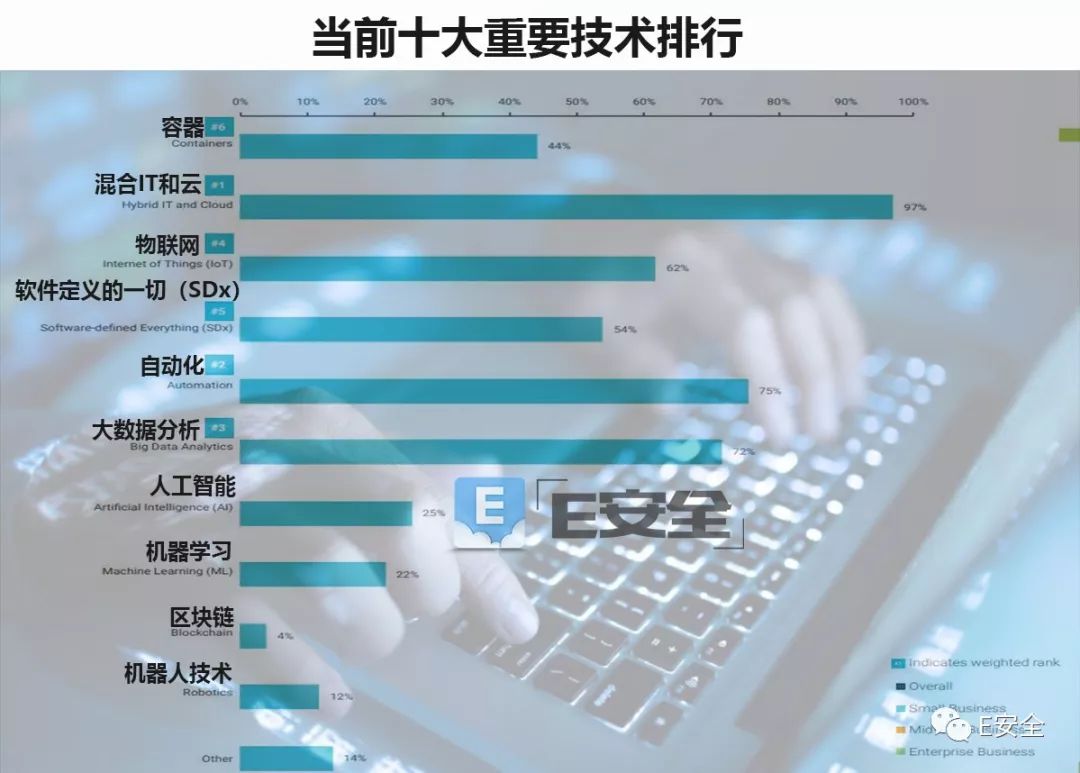 当前十大重要技术排行
0% 10% 20% 30% 40% 50% 60% 70% 80% 90% 100%
容器 #6
Containers
44%
混合IT和云 #1
Hybrid IT and Cloud
97%
物联网 #4
Internet of Things (IoT)
62%
软件定义的一切（SDx）
#5
Software-defined Everything (SDx)
54%
自动化 #2
Automation
75%
大数据分析 #3
Big Data Analytics
72%
人工智能
Artificial Intelligence (AI)
25%
E E安全
机器学习
Machine Learning (ML)
22%
区块链
Blockchain
4%
机器人技术
Robotics
12%
Other
14%
Indicates weighted rank
Overall
Small Business
E安全
Enterprise Business